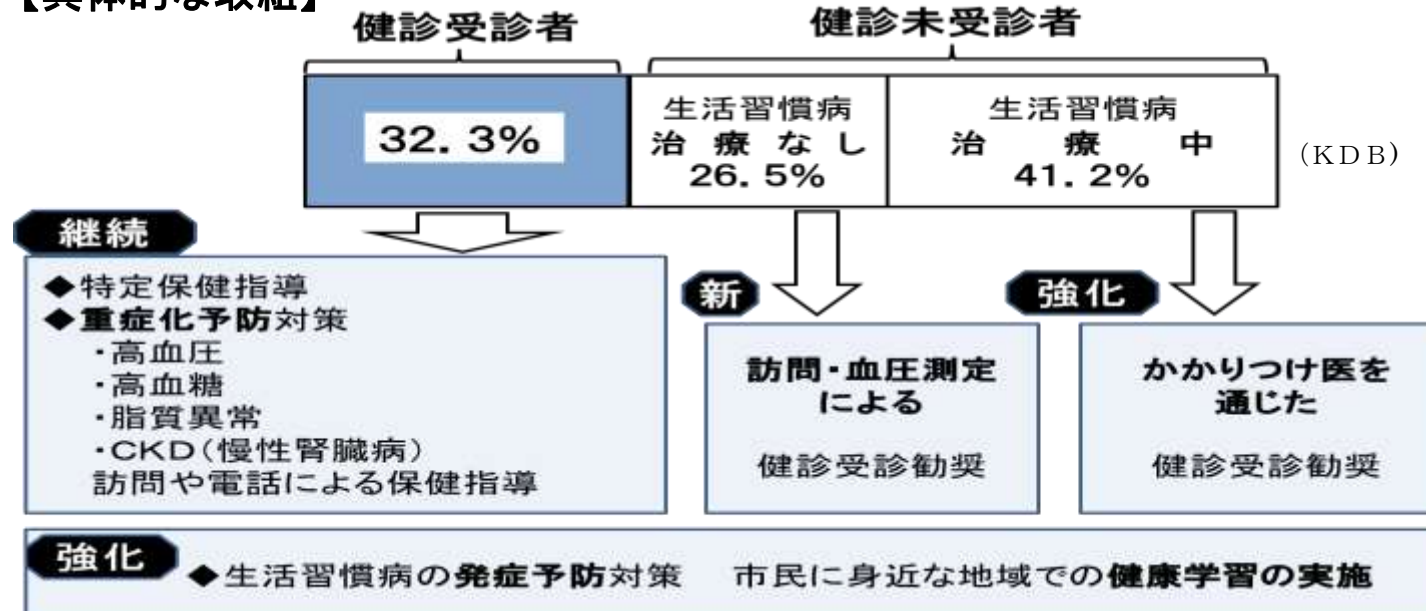 【具体的な取組】
健診受診者
健診未受診者
32.3%
生活習慣病
治療なし
26.5%
生活習慣病
治療中
41.2%
(KDB)
継続
◆特定保健指導
◆重症化予防対策
・高血圧
・高血糖
・脂質異常
・CKD(慢性腎臓病)
訪問や電話による保健指導
新
訪問・血圧測定
による
健診受診勧奨
強化
かかりつけ医を
通じた
健診受診勧奨
強化
◆生活習慣病の発症予防対策 市民に身近な地域での健康学習の実施